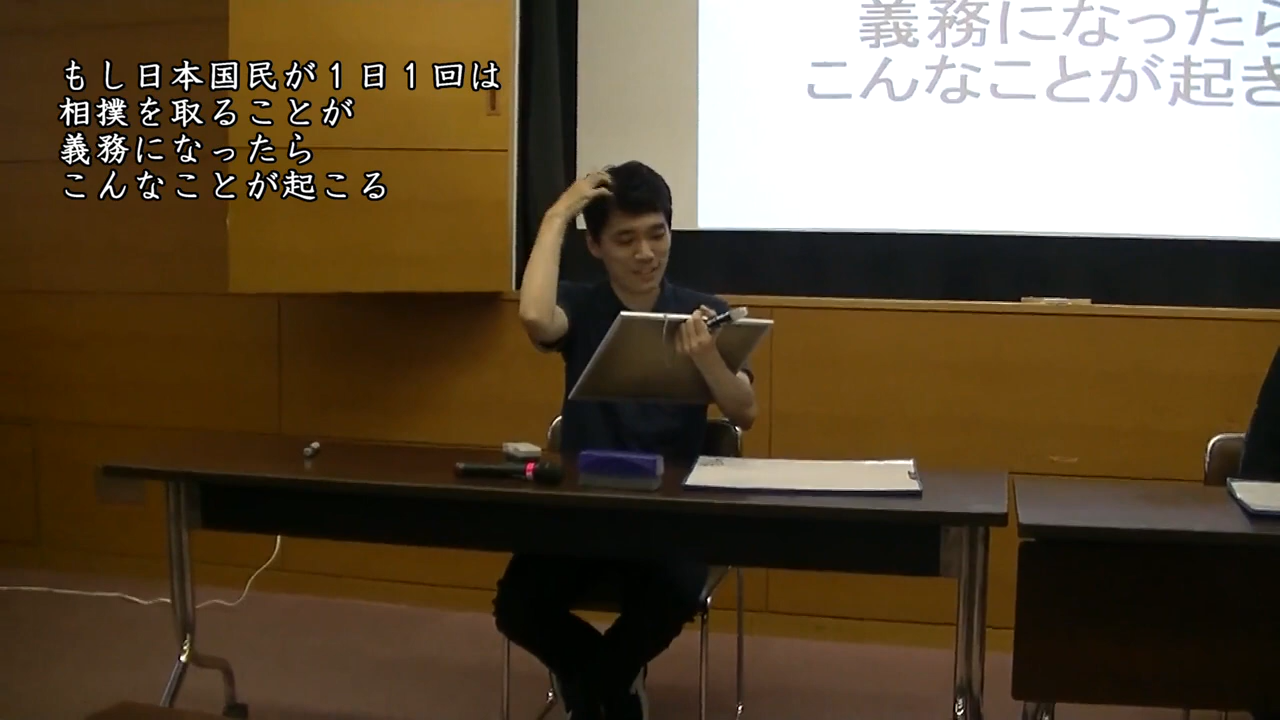 もし日本国民が１日１回は
相撲を取ることが
義務になったら
こんなことが起こる
義務になったら
こんなことが起き